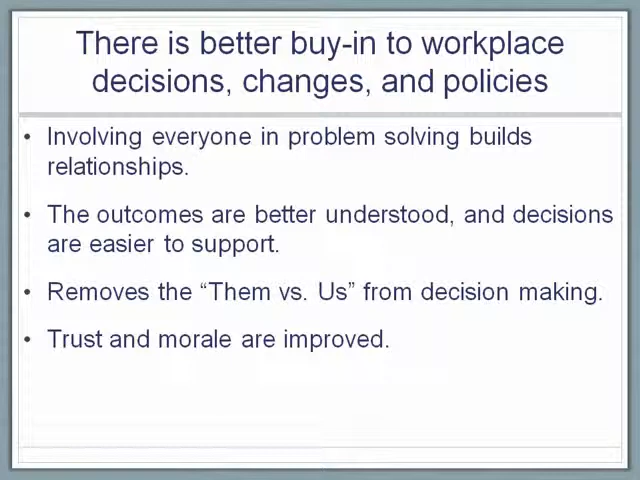 There is better buy-in to workplace
decisions, changes, and policies
• Involving everyone in problem solving builds
relationships.
• The outcomes are better understood, and decisions
are easier to support.
• Removes the “Them vs. Us” from decision making.
• Trust and morale are improved.